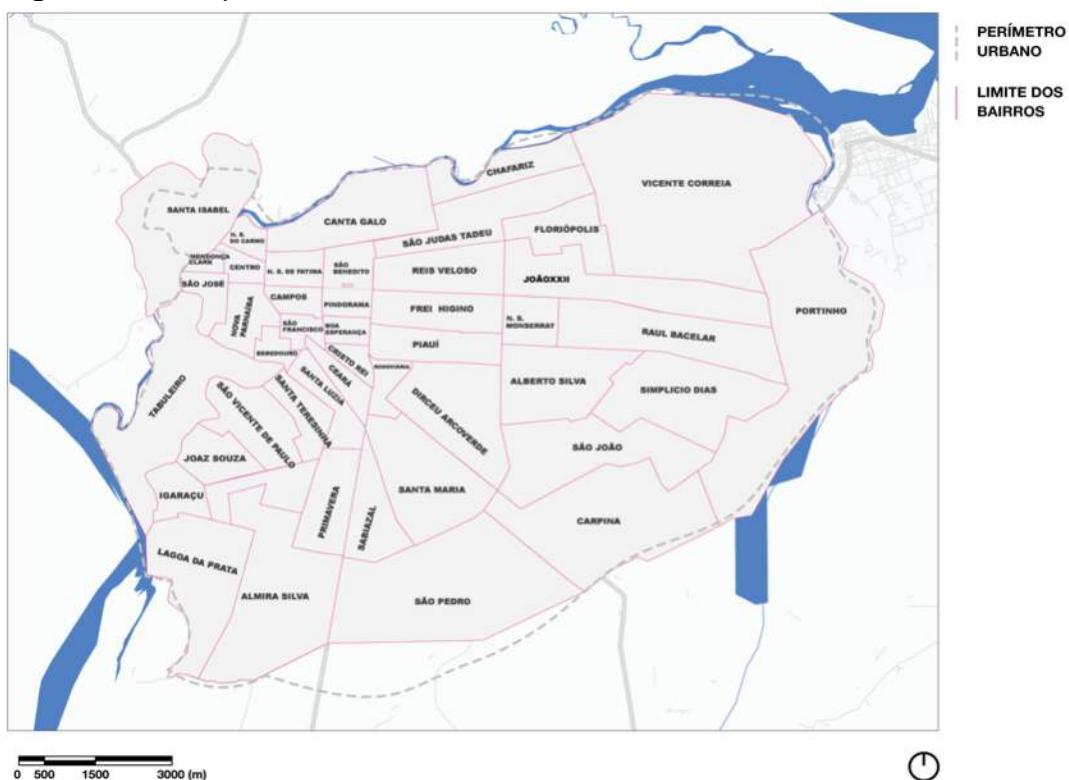 PERÍMETRO
URBANO
LIMITE DOS
BAIRROS
CHAFARIZ
VICENTE CORREIA
SANTA ISABEL
CANTA GALO
FLORIÓPOLIS
N. S.
DO CARMO
SÃO JUDAS TADEU
MENDONÇA
CLARK
CENTRO
N. S. DE FATIMA
SÃO
BENEDITO
REIS VELOSO
JOÃOXXII
SÃO JOSÉ
CAMPOS
PINDORAMA
FREI HIGINO
PORTINHO
NOVA
PARNAÍBA
SÃO
FRANCISCO
BOA
ESPERANÇA
N. S.
MONSERRAT
RAUL BACELAR
PIAUÍ
BEBEDOURO
CRISTO REI
CEARÁ
SANTA LUZIA
RODOVIARIA
ALBERTO SILVA
SIMPLICIO DIAS
TABULEIRO
SÃO VICENTE DE PAULO
SANTA TERESINHA
DIRCEU ARCOVERDE
SÃO JOÃO
JOAZ SOUZA
IGARAÇU
PRIMAVERA
SABIAZAL
SANTA MARIA
CARPINA
LAGOA DA PRATA
ALMIRA SILVA
SÃO PEDRO
0 500 1500 3000 (m)